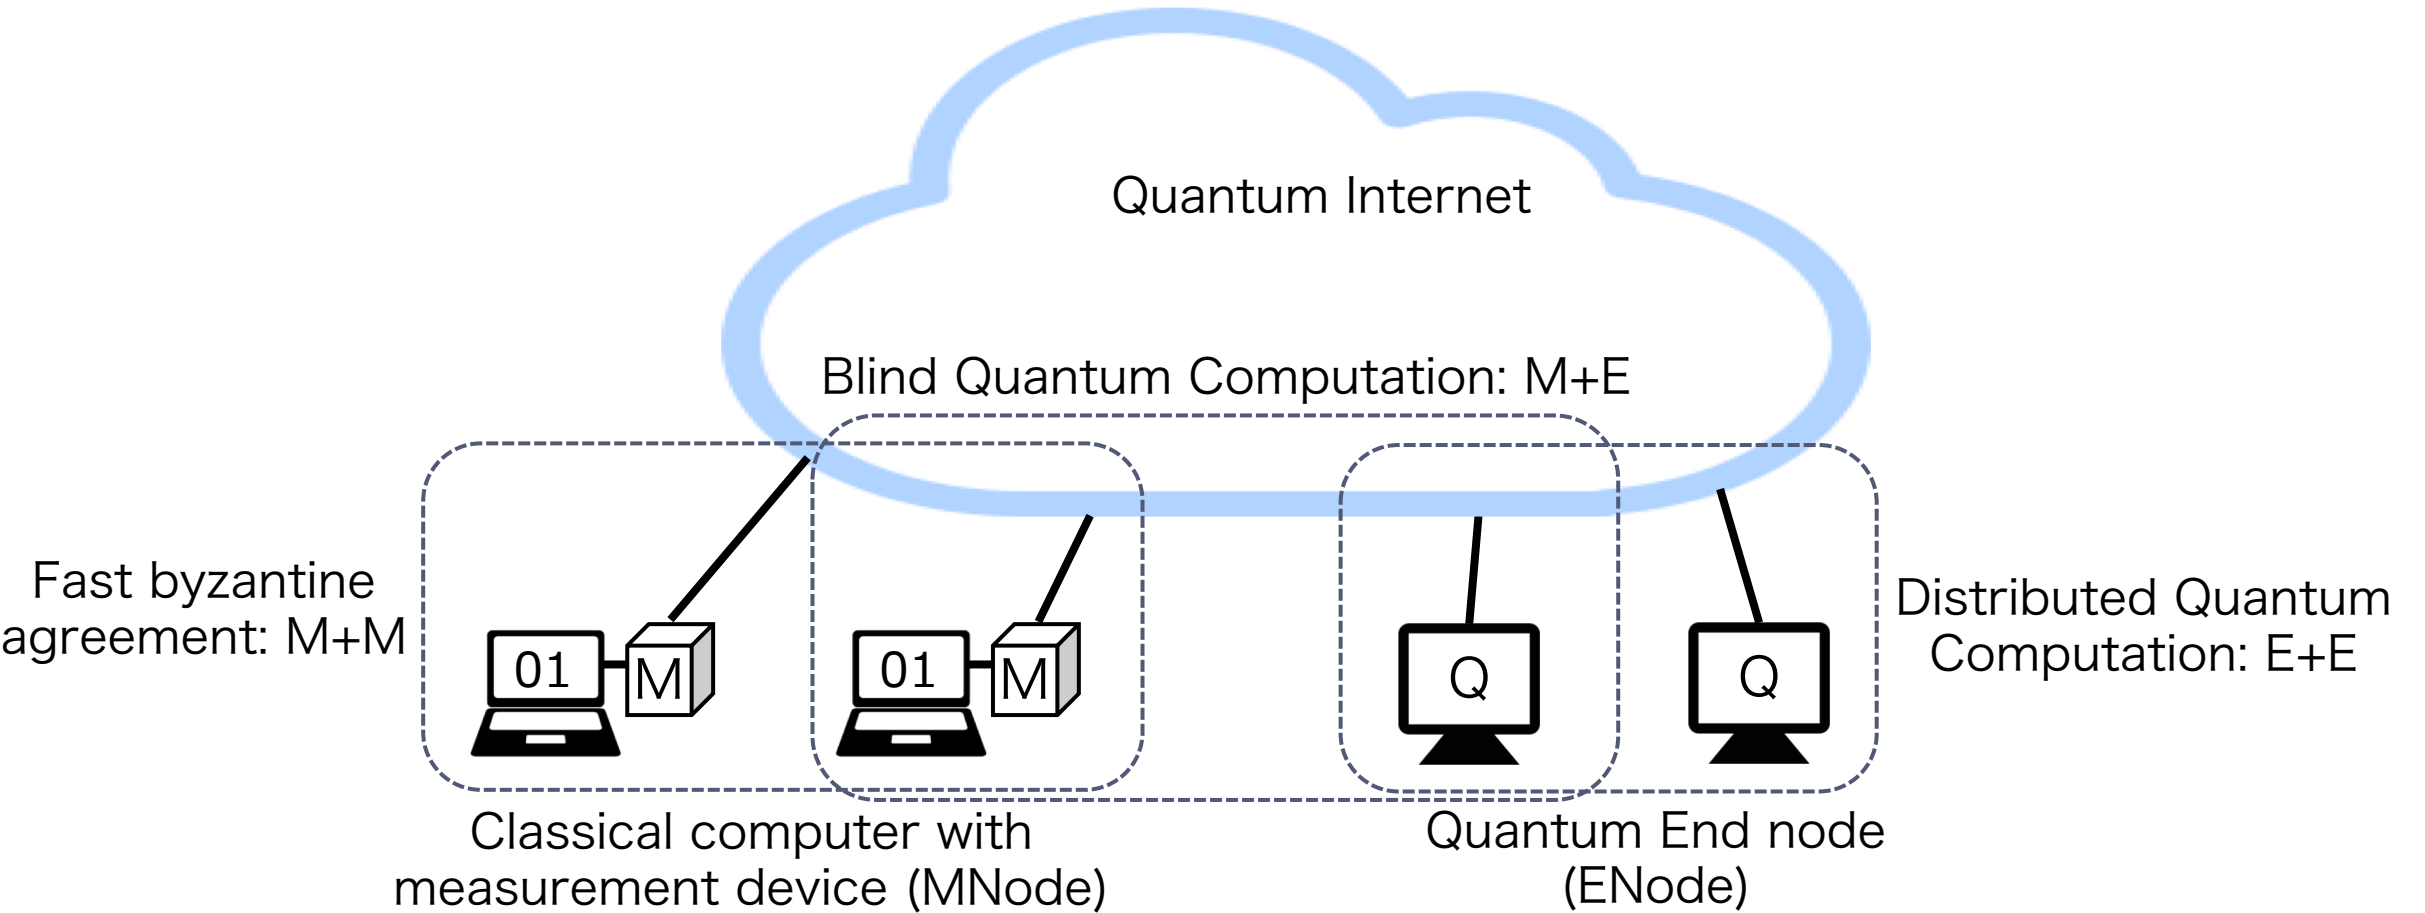 Quantum Internet
Blind Quantum Computation: M+E
Fast byzantine
agreement: M+M
01
M
01
M
Q
Q
Distributed Quantum
Computation: E+E
Classical computer with
measurement device (MNode)
Quantum End node
(ENode)